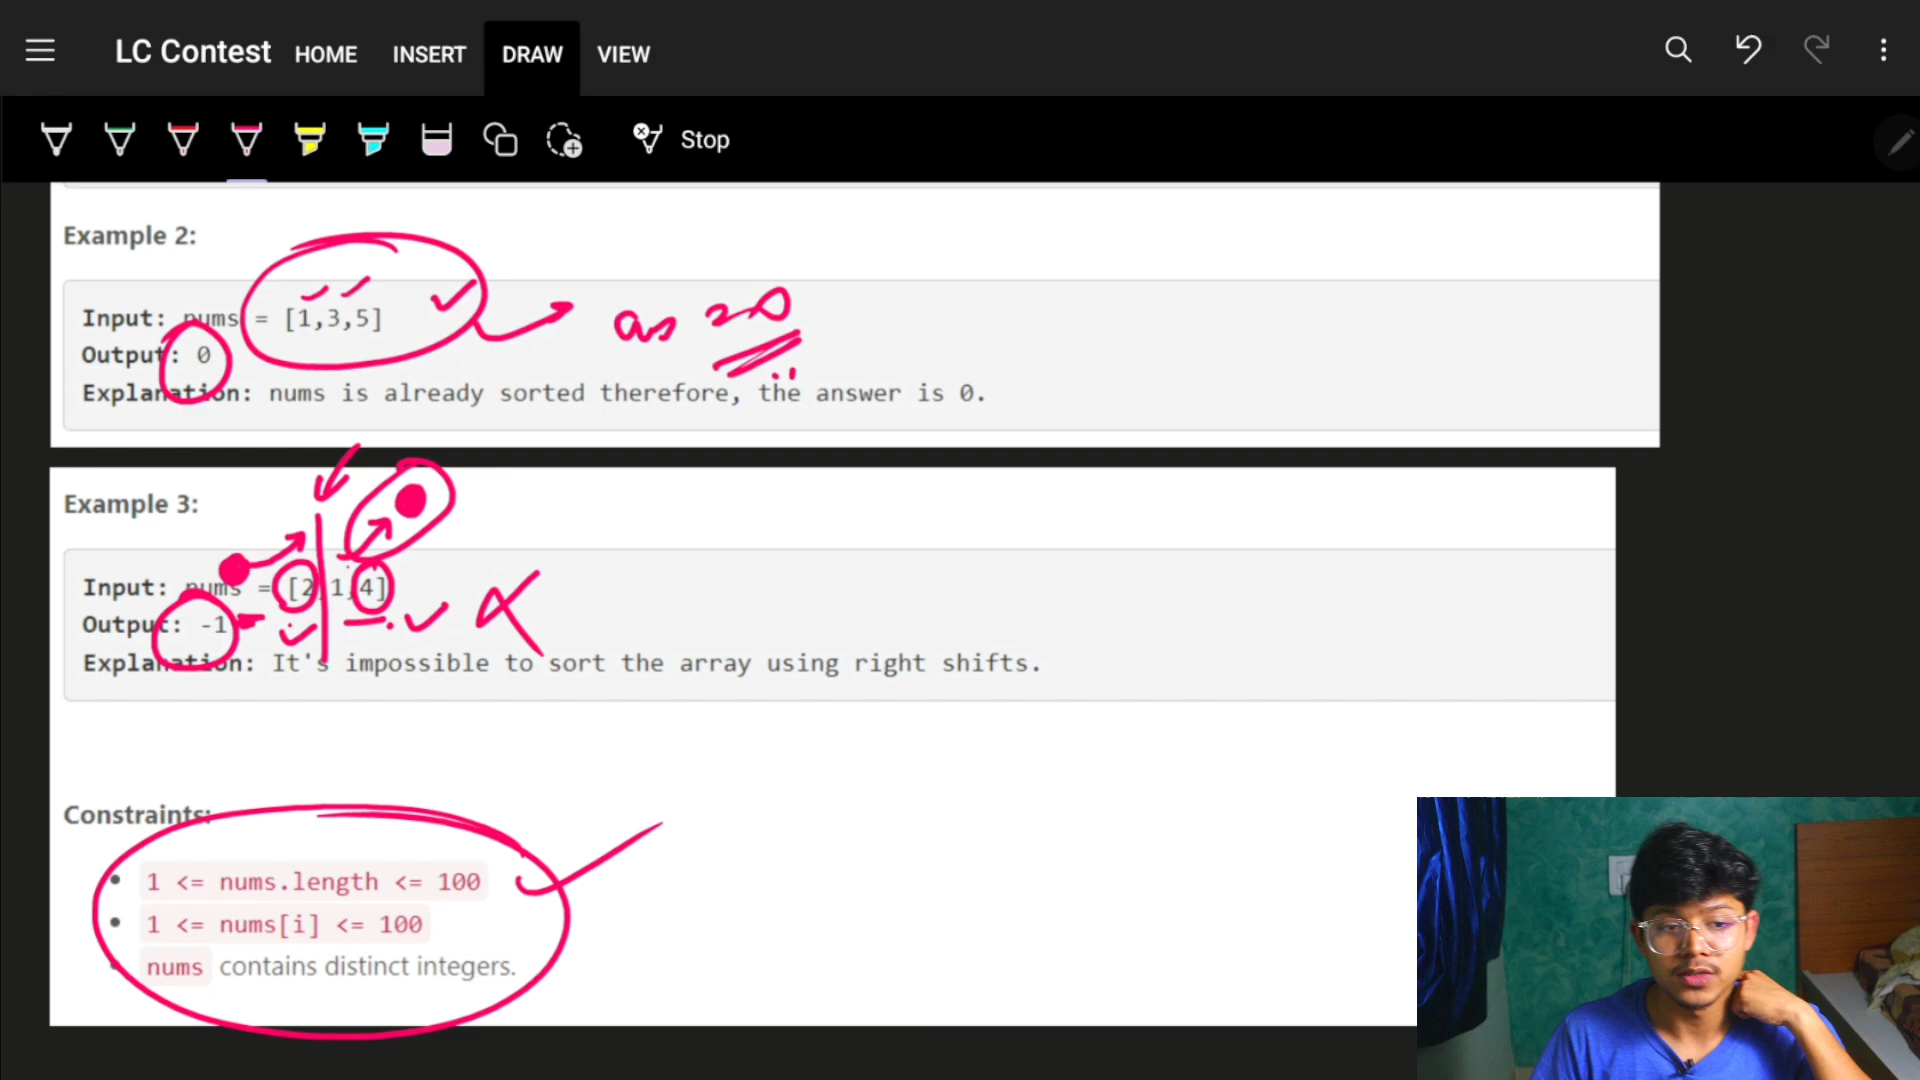 LC Contest HOME INSERT DRAW VIEW
Stop
Example 2:
Input: nums = [1,3,5]
as
Output: 0
Explanation: nums is already sorted therefore, the answer is 0.
Example 3:
Input: nums = [2,1,4]
Output: -1
Explanation: It's impossible to sort the array using right shifts.
Constraints:
1 <= nums.length <= 100
1 <= nums[i] <= 100
nums contains distinct integers.